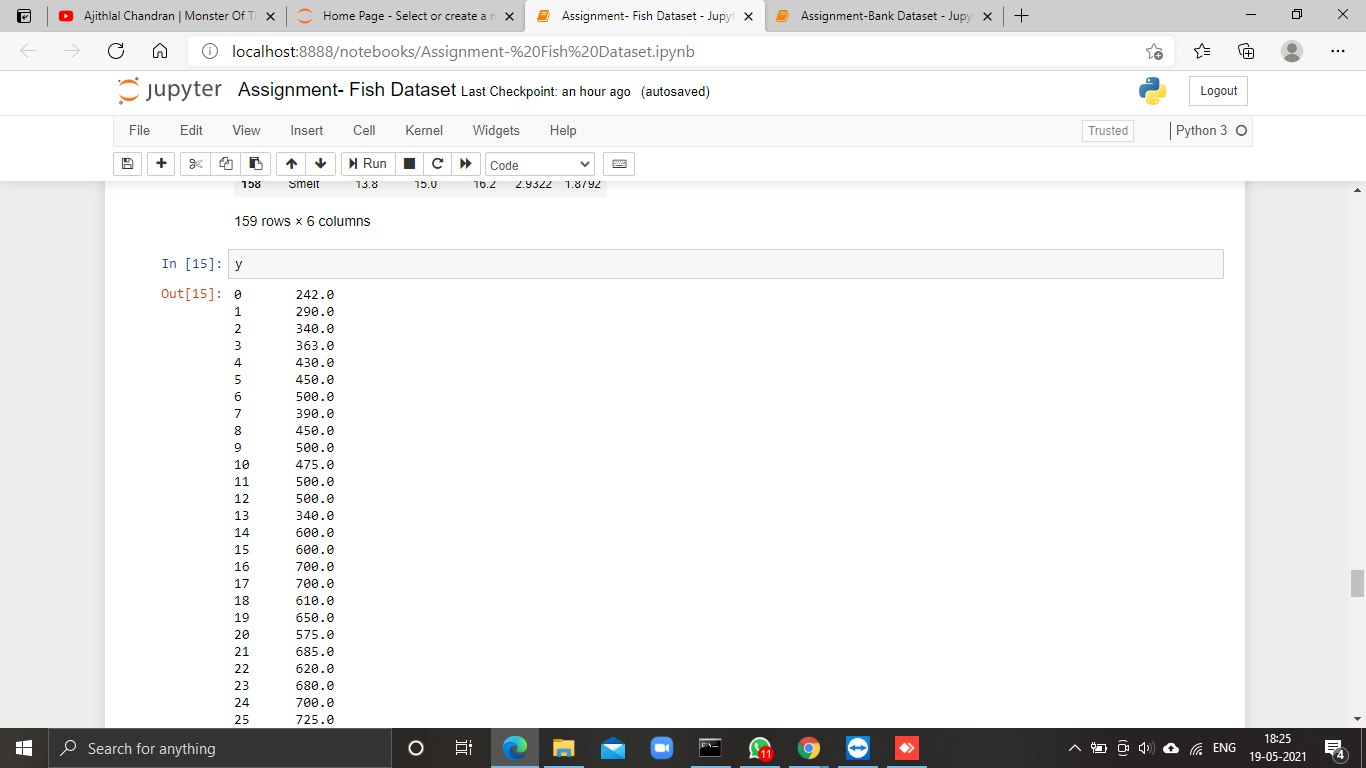 Ajithlal Chandran | Monster Of T
Home Page - Select or create a n
Assignment- Fish Dataset - Jupyt
Assignment-Bank Dataset - Jupy
localhost:8888/notebooks/Assignment-%20Fish%20Dataset.ipynb
jupyter Assignment- Fish Dataset Last Checkpoint: an hour ago (autosaved)
Logout
File Edit View Insert Cell Kernel Widgets Help
Trusted
Python 3
Run
Code
158 Smelt 13.8 15.0 16.2 2.9322 1.8792
159 rows × 6 columns
In [15]: y
Out[15]: 0 242.0
1 290.0
2 340.0
3 363.0
4 430.0
5 450.0
6 500.0
7 390.0
8 450.0
9 500.0
10 475.0
11 500.0
12 500.0
13 340.0
14 600.0
15 600.0
16 700.0
17 700.0
18 610.0
19 650.0
20 575.0
21 685.0
22 620.0
23 680.0
24 700.0
25 725.0
Search for anything
11
ENG
18:25
19-05-2021
4